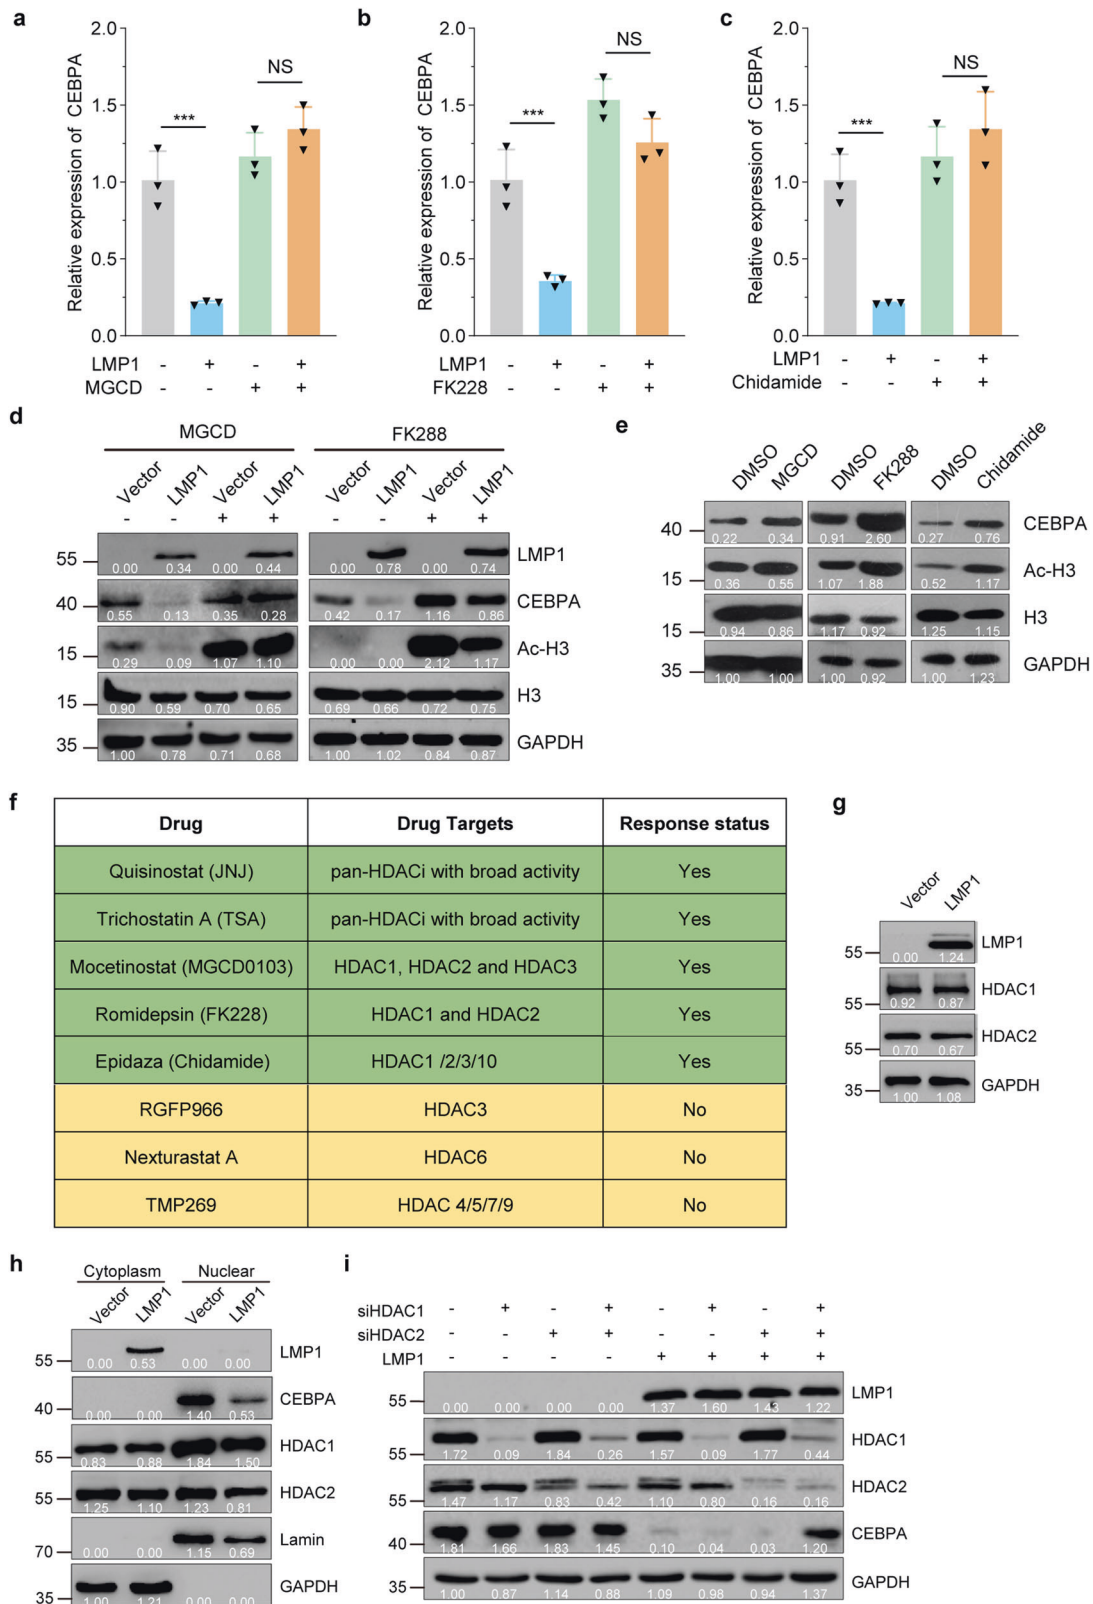 a
Relative expression of CEBPA
2.0
1.5
1.0
0.5
0.0
***
NS
LMP1 - + - +
MGCD - - + +
b
Relative expression of CEBPA
2.0
1.5
1.0
0.5
0.0
***
NS
LMP1 - + - +
FK228 - - + +
c
Relative expression of CEBPA
2.0
1.5
1.0
0.5
0.0
***
NS
LMP1 - + - +
Chidamide - - + +
d
MGCD FK288
Vector LMP1 Vector LMP1 Vector LMP1 Vector LMP1
- - + + - - + +
55 0.00 0.34 0.00 0.44 0.00 0.78 0.00 0.74 LMP1
40 0.55 0.13 0.35 0.28 0.42 0.17 1.16 0.86 CEBPA
15 0.29 0.09 1.07 1.10 0.00 0.00 2.12 1.17 Ac-H3
15 0.90 0.59 0.70 0.65 0.69 0.66 0.72 0.75 H3
35 1.00 0.78 0.71 0.68 1.00 1.02 0.84 0.87 GAPDH
e
DMSO MGCD DMSO FK288 DMSO Chidamide
40 0.22 0.34 0.91 2.60 0.27 0.76 CEBPA
15 0.36 0.55 1.07 1.88 0.52 1.17 Ac-H3
15 0.94 0.86 1.17 0.92 1.25 1.15 H3
35 1.00 1.00 1.00 0.92 1.00 1.23 GAPDH
f
Drug Drug Targets Response status
Quisinostat (JNJ) pan-HDACi with broad activity Yes
Trichostatin A (TSA) pan-HDACi with broad activity Yes
Mocetinostat (MGCD0103) HDAC1, HDAC2 and HDAC3 Yes
Romidepsin (FK228) HDAC1 and HDAC2 Yes
Epidaza (Chidamide) HDAC1 /2/3/10 Yes
RGFP966 HDAC3 No
Nexturastat A HDAC6 No
TMP269 HDAC 4/5/7/9 No
g
Vector LMP1
55 0.00 1.24 LMP1
55 0.92 0.87 HDAC1
55 0.70 0.67 HDAC2
35 1.00 1.08 GAPDH
h
Cytoplasm Nuclear
Vector LMP1 Vector LMP1
55 0.00 0.53 0.00 0.00 LMP1
40 0.00 0.00 1.40 0.53 CEBPA
55 0.83 0.88 1.84 1.50 HDAC1
55 1.25 1.10 1.23 0.81 HDAC2
70 0.00 0.00 1.15 0.69 Lamin
35 1.00 1.21 0.00 0.00 GAPDH
i
siHDAC1 - + - + - + - +
siHDAC2 - - + + - - + +
LMP1 - - - - + + + +
55 0.00 0.00 0.00 0.00 1.37 1.60 1.43 1.22 LMP1
55 1.72 0.09 1.84 0.26 1.57 0.09 1.77 0.44 HDAC1
55 1.47 1.17 0.83 0.42 1.10 0.80 0.16 0.16 HDAC2
40 1.81 1.66 1.83 1.45 0.10 0.04 0.03 1.20 CEBPA
35 1.00 0.87 1.14 0.88 1.09 0.98 0.94 1.37 GAPDH